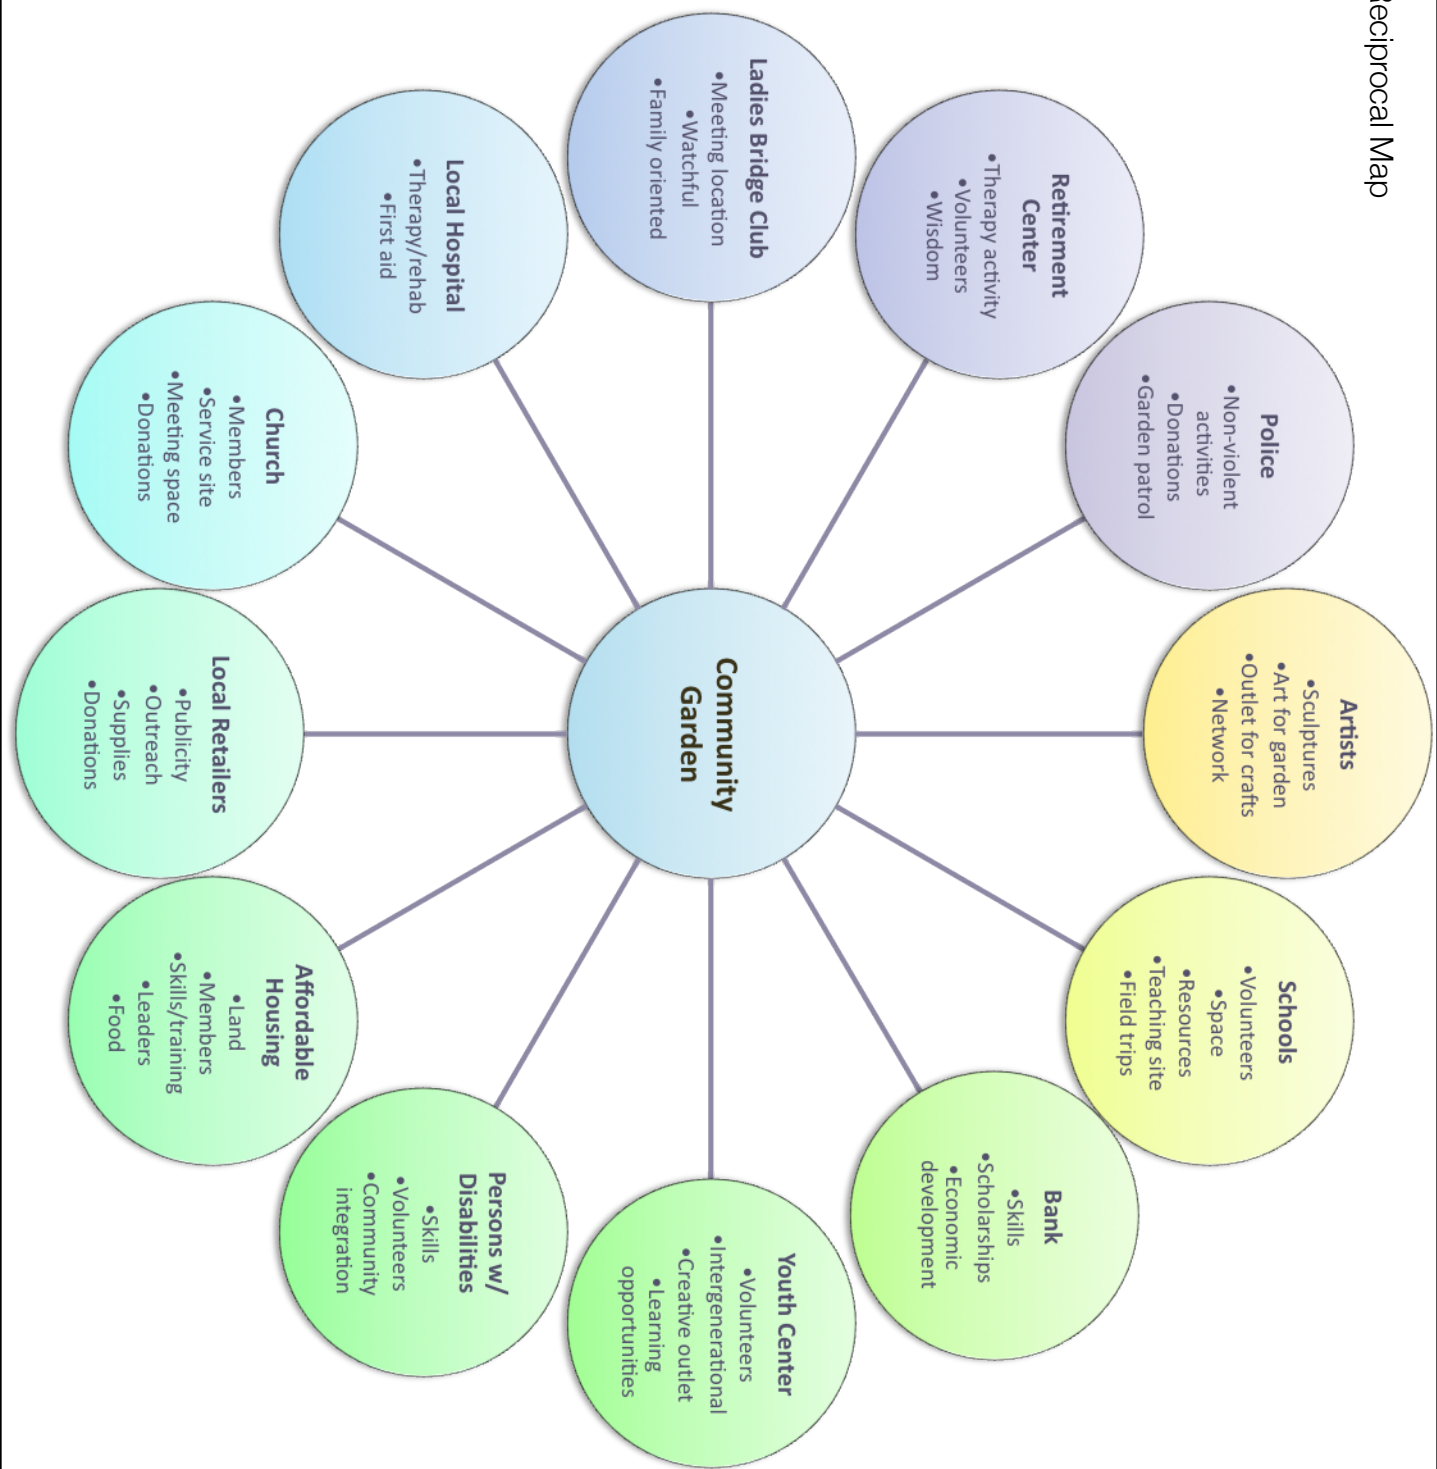 Reciprocal Map
Artists
•Sculptures
•Art for garden
•Outlet for crafts
•Network
Schools
•Volunteers
•Space
•Resources
•Teaching site
•Field trips
Bank
•Skills
•Scholarships
•Economic
development
Youth Center
•Volunteers
•Intergenerational
•Creative outlet
•Learning
opportunities
Persons w/
Disabilities
•Skills
•Volunteers
•Community
integration
Affordable
Housing
•Land
•Members
•Skills/training
•Leaders
•Food
Local Retailers
•Publicity
•Outreach
•Supplies
•Donations
Church
•Members
•Service site
•Meeting space
•Donations
Local Hospital
•Therapy/rehab
•First aid
Ladies Bridge Club
•Meeting location
•Watchful
•Family oriented
Retirement
Center
•Therapy activity
•Volunteers
•Wisdom
Police
•Non-violent
activities
•Donations
•Garden patrol
Community
Garden